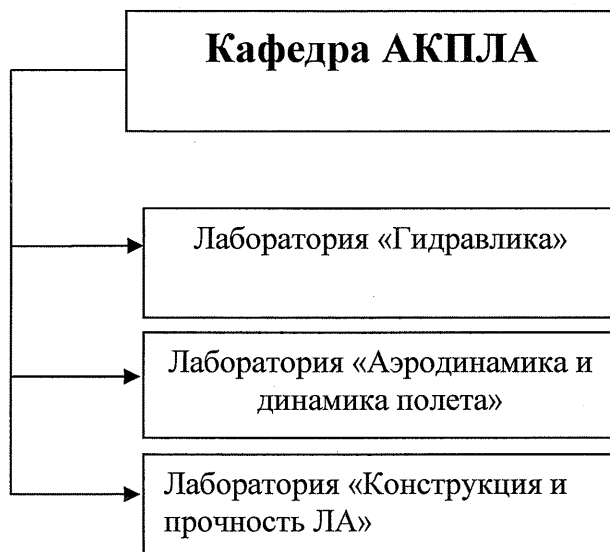 Кафедра АКПЛА
Лаборатория «Гидравлика»
Лаборатория «Аэродинамика и
динамика полета»
Лаборатория «Конструкция и
прочность ЛА»